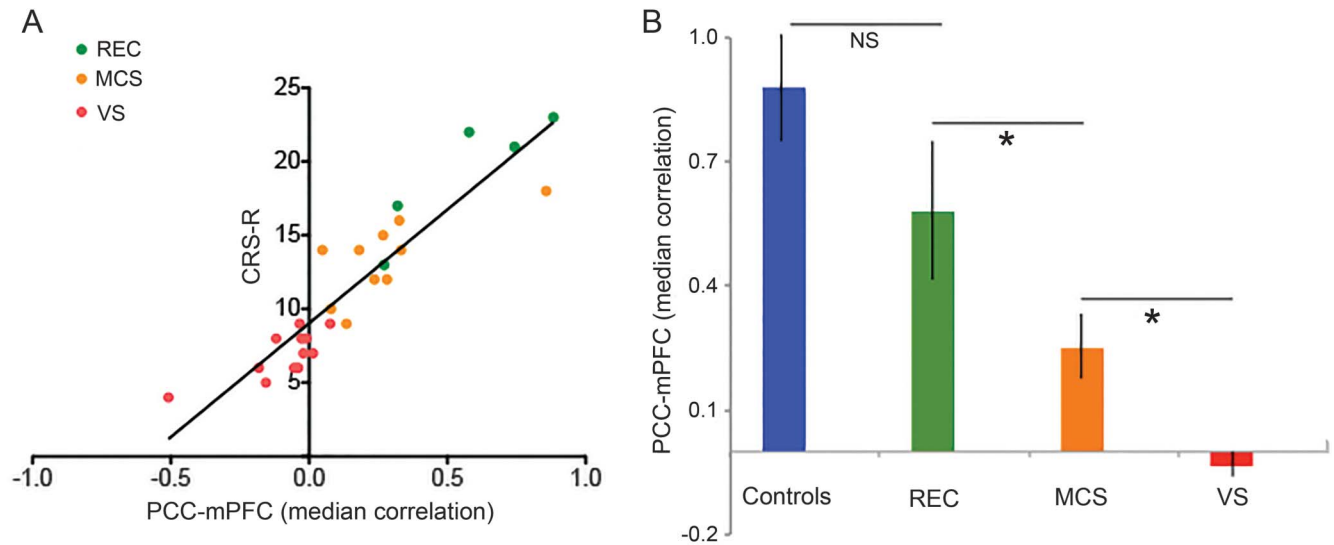 A
REC
MCS
VS
CRS-R
25
20
15
10
5
-1.0 -0.5 0.0 0.5 1.0
PCC-mPFC (median correlation)
B
PCC-mPFC (median correlation)
1.0
0.7
0.4
0.1
-0.2
NS
*
*
Controls REC MCS VS